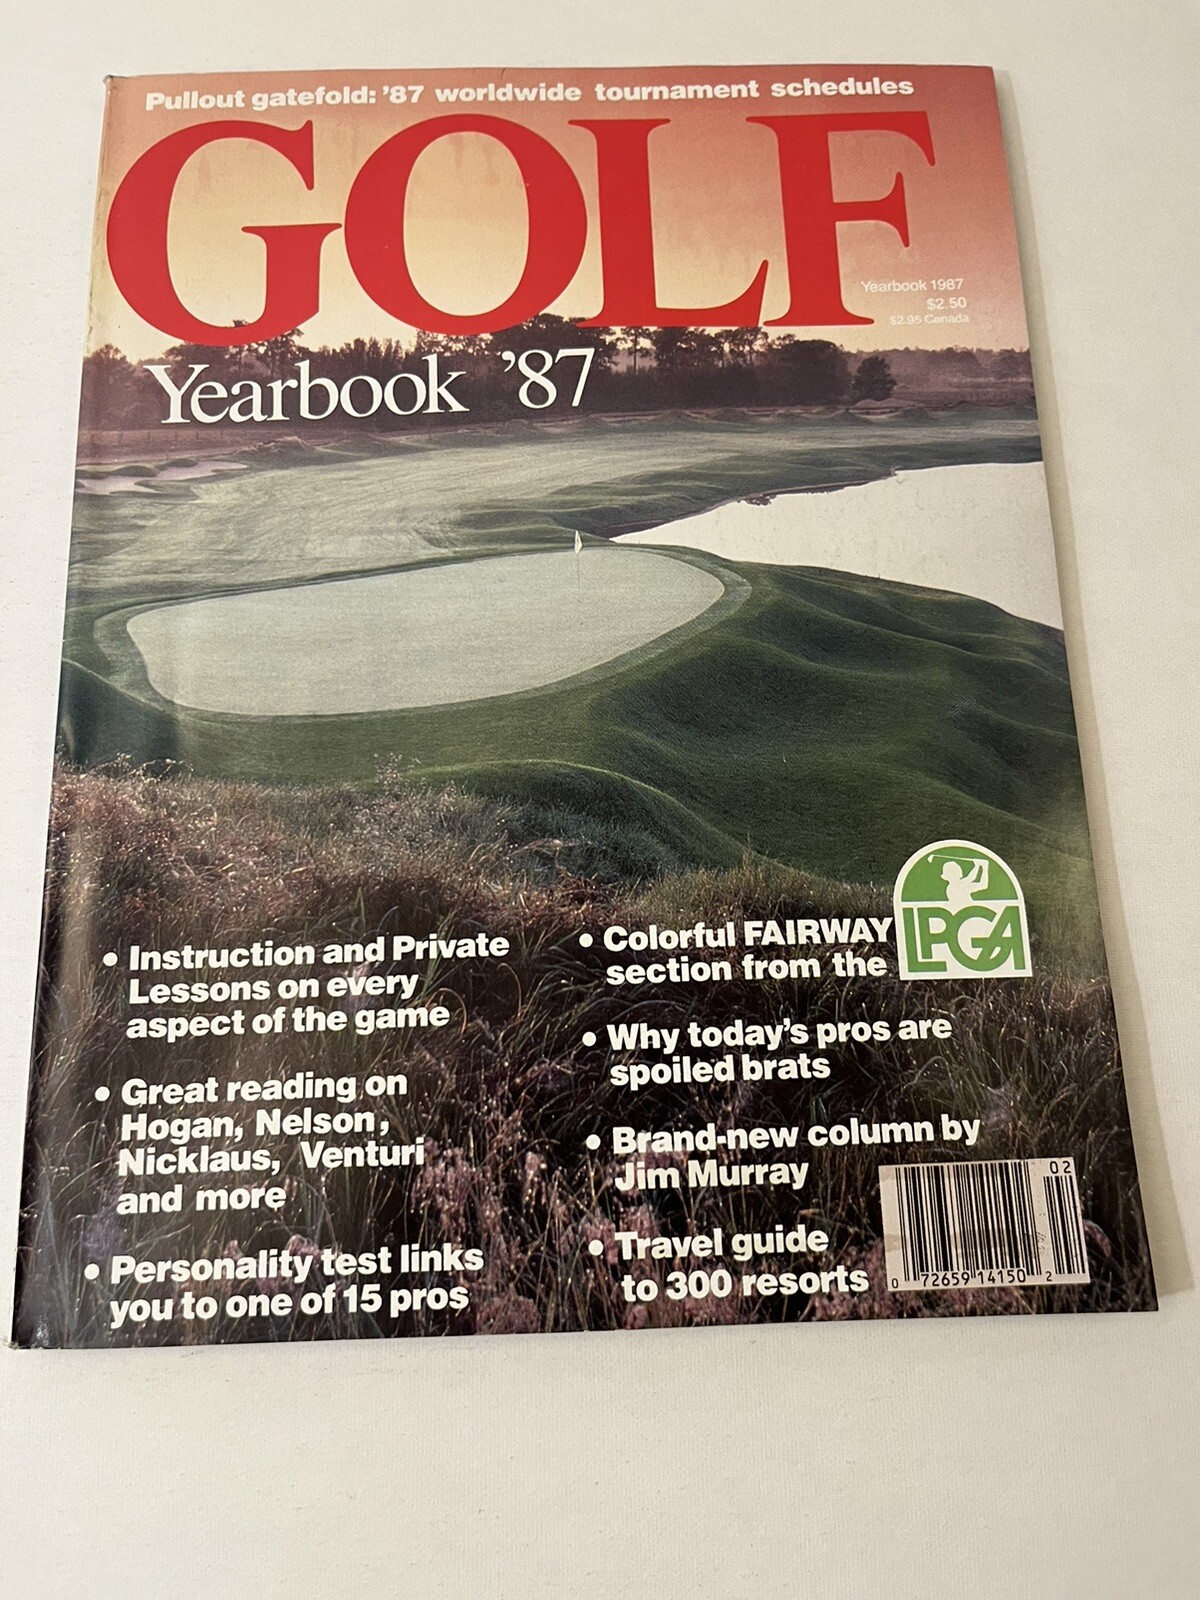 Pullout gatefold: '87 worldwide tournament schedules
GOLF
Yearbook 1987
$2.50
$2.95 Canada
Yearbook '87
• Instruction and Private
Lessons on every
aspect of the game
• Great reading on
Hogan, Nelson,
Nicklaus, Venturi
and more
• Personality test links
you to one of 15 pros
• Colorful FAIRWAY
section from the
LPGA
• Why today's pros are
spoiled brats
• Brand-new column by
Jim Murray
• Travel guide
to 300 resorts
02
0 72659 14150 2